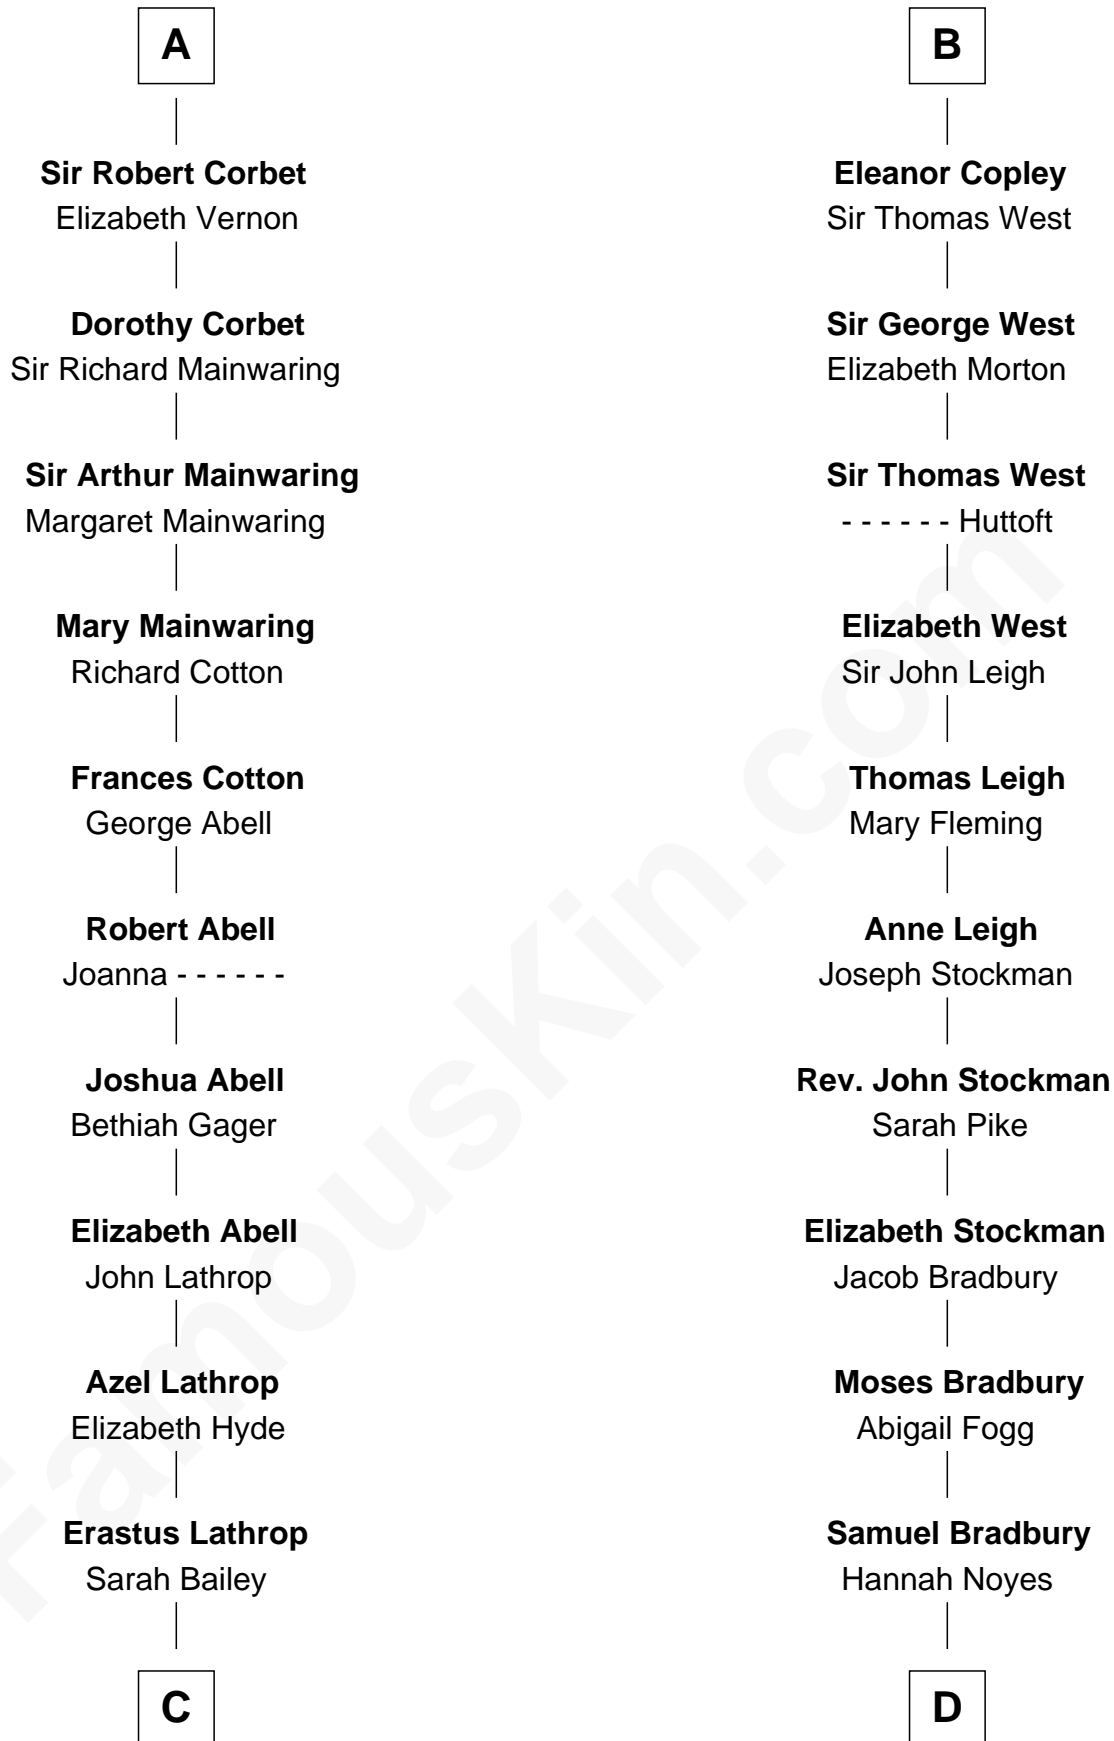 A
Sir Robert Corbet
Elizabeth Vernon
Dorothy Corbet
Sir Richard Mainwaring
Sir Arthur Mainwaring
Margaret Mainwaring
Mary Mainwaring
Richard Cotton
Frances Cotton
George Abell
Robert Abell
Joanna - - - - - -
Joshua Abell
Bethiah Gager
Elizabeth Abell
John Lathrop
Azel Lathrop
Elizabeth Hyde
Erastus Lathrop
Sarah Bailey
C
B
Eleanor Copley
Sir Thomas West
Sir George West
Elizabeth Morton
Sir Thomas West
- - - - - - Huttoft
Elizabeth West
Sir John Leigh
Thomas Leigh
Mary Fleming
Anne Leigh
Joseph Stockman
Rev. John Stockman
Sarah Pike
Elizabeth Stockman
Jacob Bradbury
Moses Bradbury
Abigail Fogg
Samuel Bradbury
Hannah Noyes
D
FamousKin.com